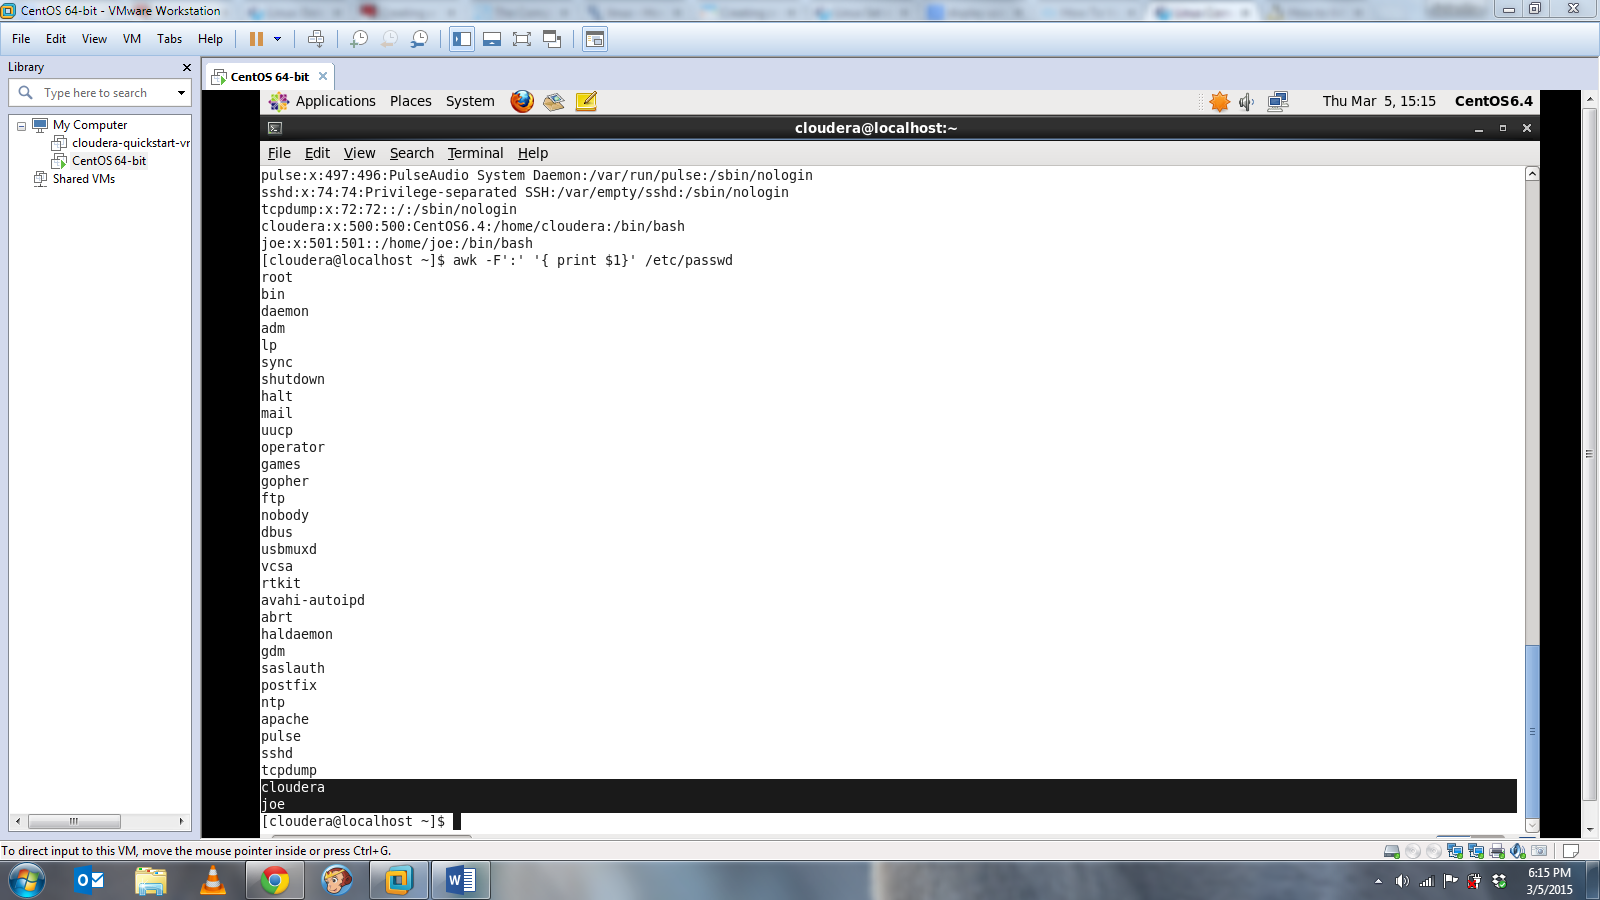 CentOS 64-bit - VMware Workstation
File Edit View VM Tabs Help
Library
Type here to search
My Computer
cloudera-quickstart-vr
CentOS 64-bit
Shared VMs
CentOS 64-bit
Applications Places System
Thu Mar 5, 15:15 CentOS6.4
cloudera@localhost:~
File Edit View Search Terminal Help
pulse:x:497:496:PulseAudio System Daemon:/var/run/pulse:/sbin/nologin
sshd:x:74:74:Privilege-separated SSH:/var/empty/sshd:/sbin/nologin
tcpdump:x:72:72::/:/sbin/nologin
cloudera:x:500:500:CentOS6.4:/home/cloudera:/bin/bash
joe:x:501:501::/home/joe:/bin/bash
[cloudera@localhost ~]$ awk -F':' '{ print $1}' /etc/passwd
root
bin
daemon
adm
lp
sync
shutdown
halt
mail
uucp
operator
games
gopher
ftp
nobody
dbus
usbmuxd
vcsa
rtkit
avahi-autoipd
abrt
haldaemon
gdm
saslauth
postfix
ntp
apache
pulse
sshd
tcpdump
cloudera
joe
[cloudera@localhost ~]$
To direct input to this VM, move the mouse pointer inside or press Ctrl+G.
6:15 PM
3/5/2015